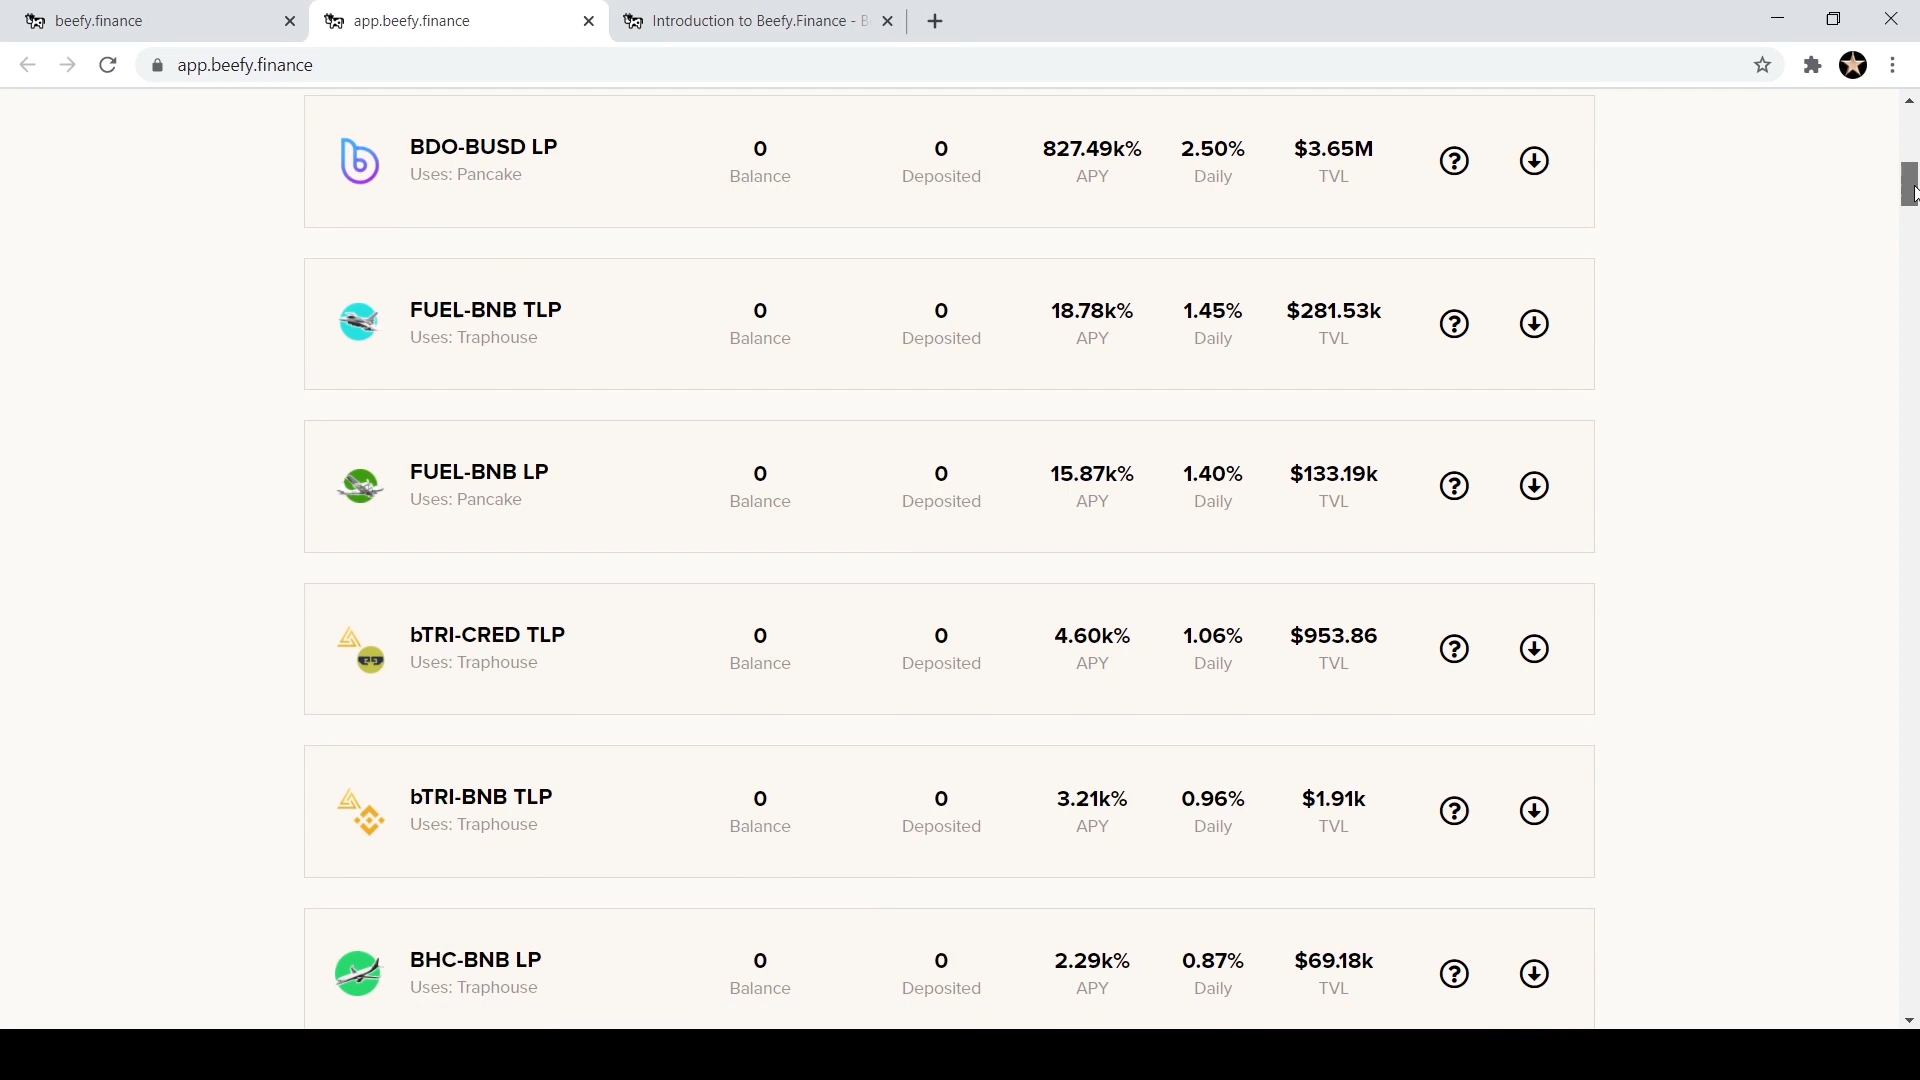 beefy.finance
app.beefy.finance
Introduction to Beefy.Finance - B
app.beefy.finance
BDO-BUSD LP
Uses: Pancake
0
Balance
0
Deposited
827.49k%
APY
2.50%
Daily
$3.65M
TVL
FUEL-BNB TLP
Uses: Traphouse
0
Balance
0
Deposited
18.78k%
APY
1.45%
Daily
$281.53k
TVL
FUEL-BNB LP
Uses: Pancake
0
Balance
0
Deposited
15.87k%
APY
1.40%
Daily
$133.19k
TVL
bTRI-CRED TLP
Uses: Traphouse
0
Balance
0
Deposited
4.60k%
APY
1.06%
Daily
$953.86
TVL
bTRI-BNB TLP
Uses: Traphouse
0
Balance
0
Deposited
3.21k%
APY
0.96%
Daily
$1.91k
TVL
BHC-BNB LP
Uses: Traphouse
0
Balance
0
Deposited
2.29k%
APY
0.87%
Daily
$69.18k
TVL